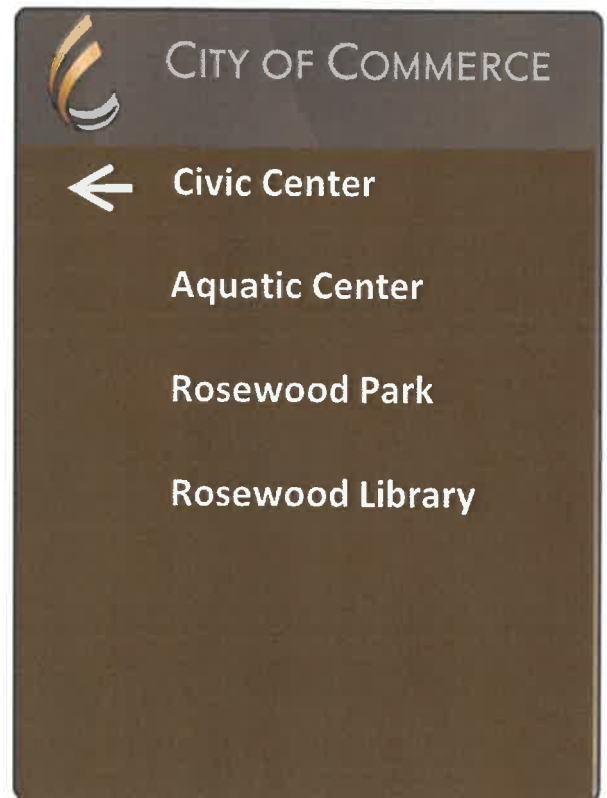 CITY OF COMMERCE
Civic Center
Aquatic Center
Rosewood Park
Rosewood Library